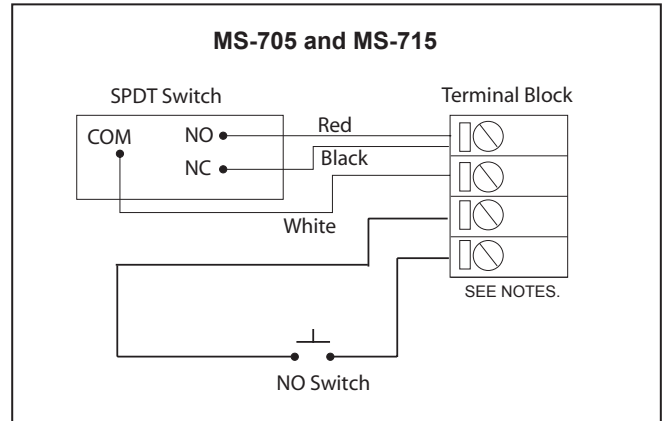 MS-705 and MS-715
SPDT Switch
Terminal Block
COM
NO
Red
NC
Black
White
SEE NOTES.
NO Switch